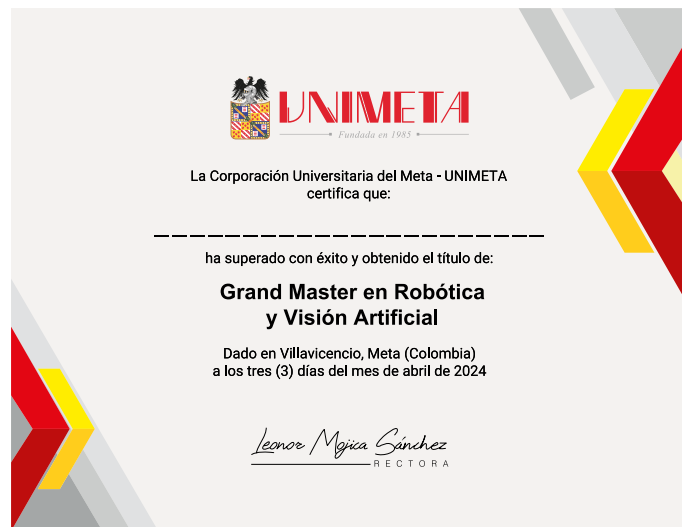 UNIMETA
Fundada en 1985
La Corporación Universitaria del Meta - UNIMETA
certifica que:
ha superado con éxito y obtenido el título de:
Grand Master en Robótica
y Visión Artificial
Dado en Villavicencio, Meta (Colombia)
a los tres (3) días del mes de abril de 2024
Leonor Mojica Sánchez
RECTORA